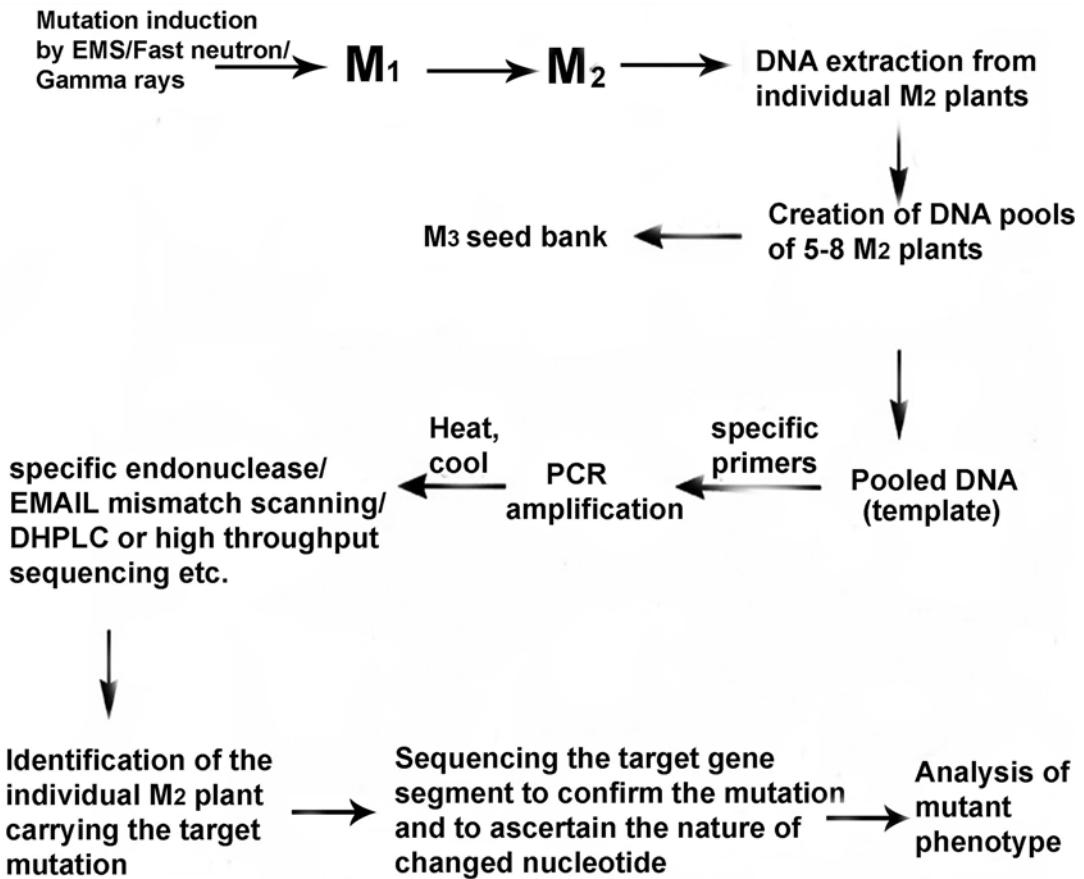 Mutation induction
by EMS/Fast neutron/
Gamma rays
M1
M2
DNA extraction from
individual M2 plants
Creation of DNA pools
of 5-8 M2 plants
M3 seed bank
Pooled DNA
(template)
specific
primers
PCR
amplification
Heat,
cool
specific endonuclease/
EMAIL mismatch scanning/
DHPLC or high throughput
sequencing etc.
Identification of the
individual M2 plant
carrying the target
mutation
Sequencing the target gene
segment to confirm the mutation
and to ascertain the nature of
changed nucleotide
Analysis of
mutant
phenotype